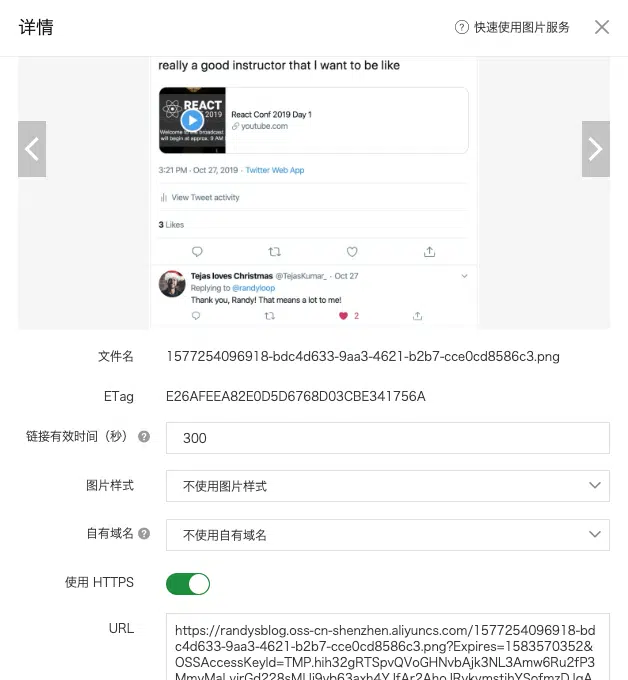 详情
快速使用图片服务
really a good instructor that I want to be like
REACT
2019
Welcome to the broadcast
will begin at approx. 9 AM
React Conf 2019 Day 1
youtube.com
3:21 PM · Oct 27, 2019 · Twitter Web App
View Tweet activity
3 Likes
Tejas loves Christmas @TejasKumar_ · Oct 27
Replying to @randyloop
Thank you, Randy! That means a lot to me!
2
文件名 1577254096918-bdc4d633-9aa3-4621-b2b7-cce0cd8586c3.png
ETag E26AFEEA82E0D5D6768D03CBE341756A
链接有效时间（秒） 300
图片样式 不使用图片样式
自有域名 不使用自有域名
使用 HTTPS
URL https://randysblog.oss-cn-shenzhen.aliyuncs.com/1577254096918-bd
c4d633-9aa3-4621-b2b7-cce0cd8586c3.png?Expires=1583570352&
OSSAccessKeyId=TMP.hih32gRTSpvQVoGHNvbAjk3NL3Amw6Ru2fP3